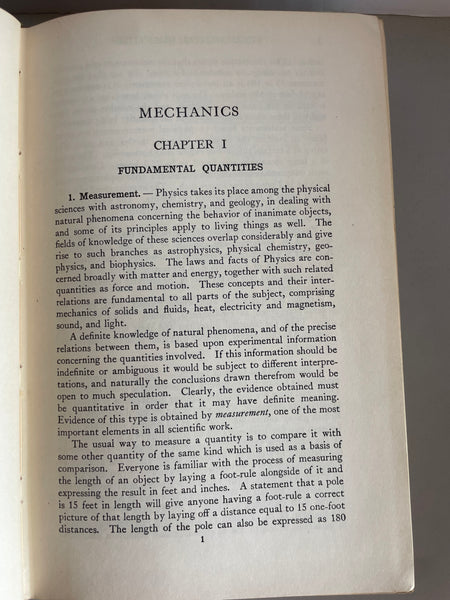 MECHANICS
CHAPTER I
FUNDAMENTAL QUANTITIES
1. Measurement. — Physics takes its place among the physical
sciences with astronomy, chemistry, and geology, in dealing with
natural phenomena concerning the behavior of inanimate objects,
and some of its principles apply to living things as well. The
fields of knowledge of these sciences overlap considerably and give
rise to such branches as astrophysics, physical chemistry, geo-
physics, and biophysics. The laws and facts of Physics are con-
cerned broadly with matter and energy, together with such related
quantities as force and motion. These concepts and their inter-
relations are fundamental to all parts of the subject, comprising
mechanics of solids and fluids, heat, electricity and magnetism,
sound, and light.
A definite knowledge of natural phenomena, and of the precise
relations between them, is based upon experimental information
concerning the quantities involved. If this information should be
indefinite or ambiguous it would be subject to different interpre-
tations, and naturally the conclusions drawn therefrom would be
open to much speculation. Clearly, the evidence obtained must
be quantitative in order that it may have definite meaning.
Evidence of this type is obtained by measurement, one of the most
important elements in all scientific work.
The usual way to measure a quantity is to compare it with
some other quantity of the same kind which is used as a basis of
comparison. Everyone is familiar with the process of measuring
the length of an object by laying a foot-rule alongside of it and
expressing the result in feet and inches. A statement that a pole
is 15 feet in length will give anyone having a foot-rule a correct
picture of that length by laying off a distance equal to 15 one-foot
distances. The length of the pole can also be expressed as 180
1